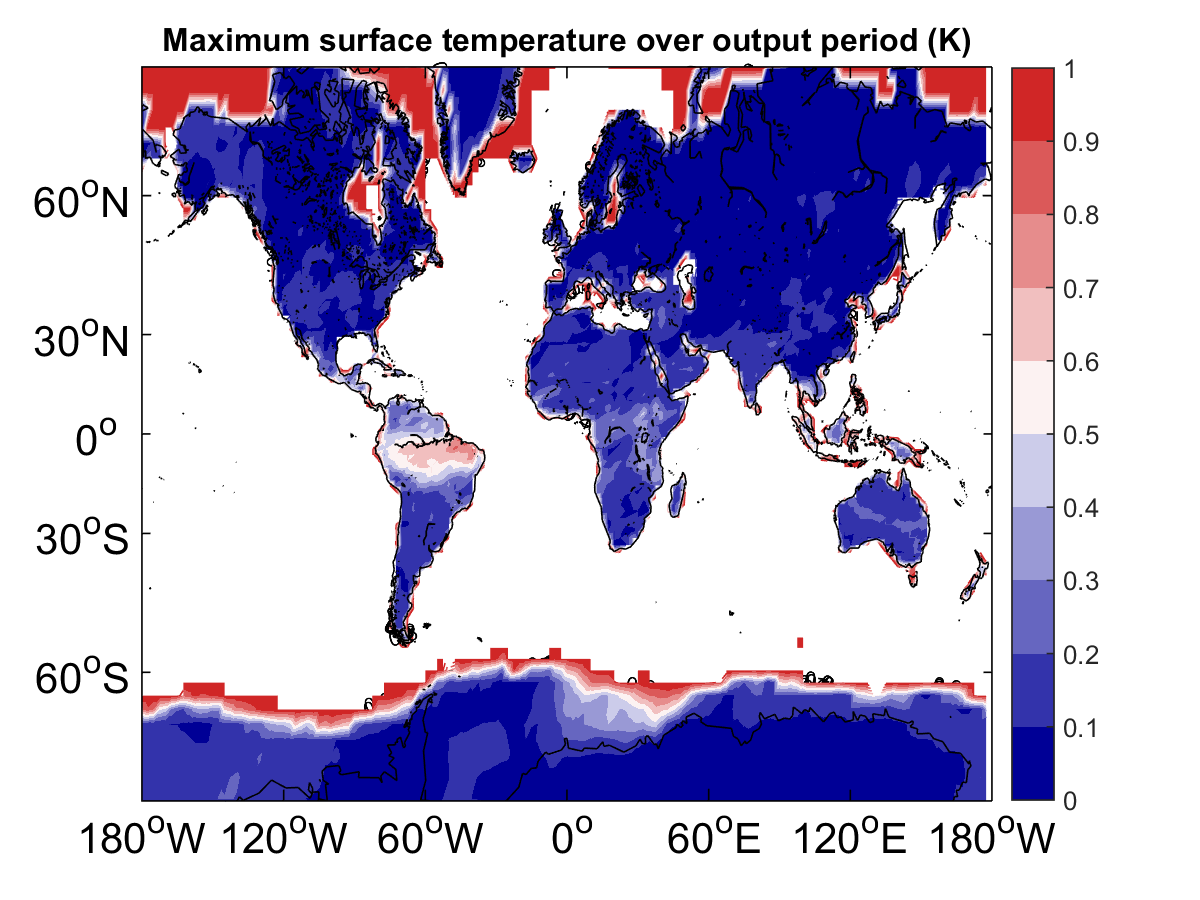 Maximum surface temperature over output period (K)
1
0.9
0.8
0.7
0.6
0.5
0.4
0.3
0.2
0.1
0
60°N
30°N
0°
30°S
60°S
180°W 120°W 60°W 0° 60°E 120°E 180°W